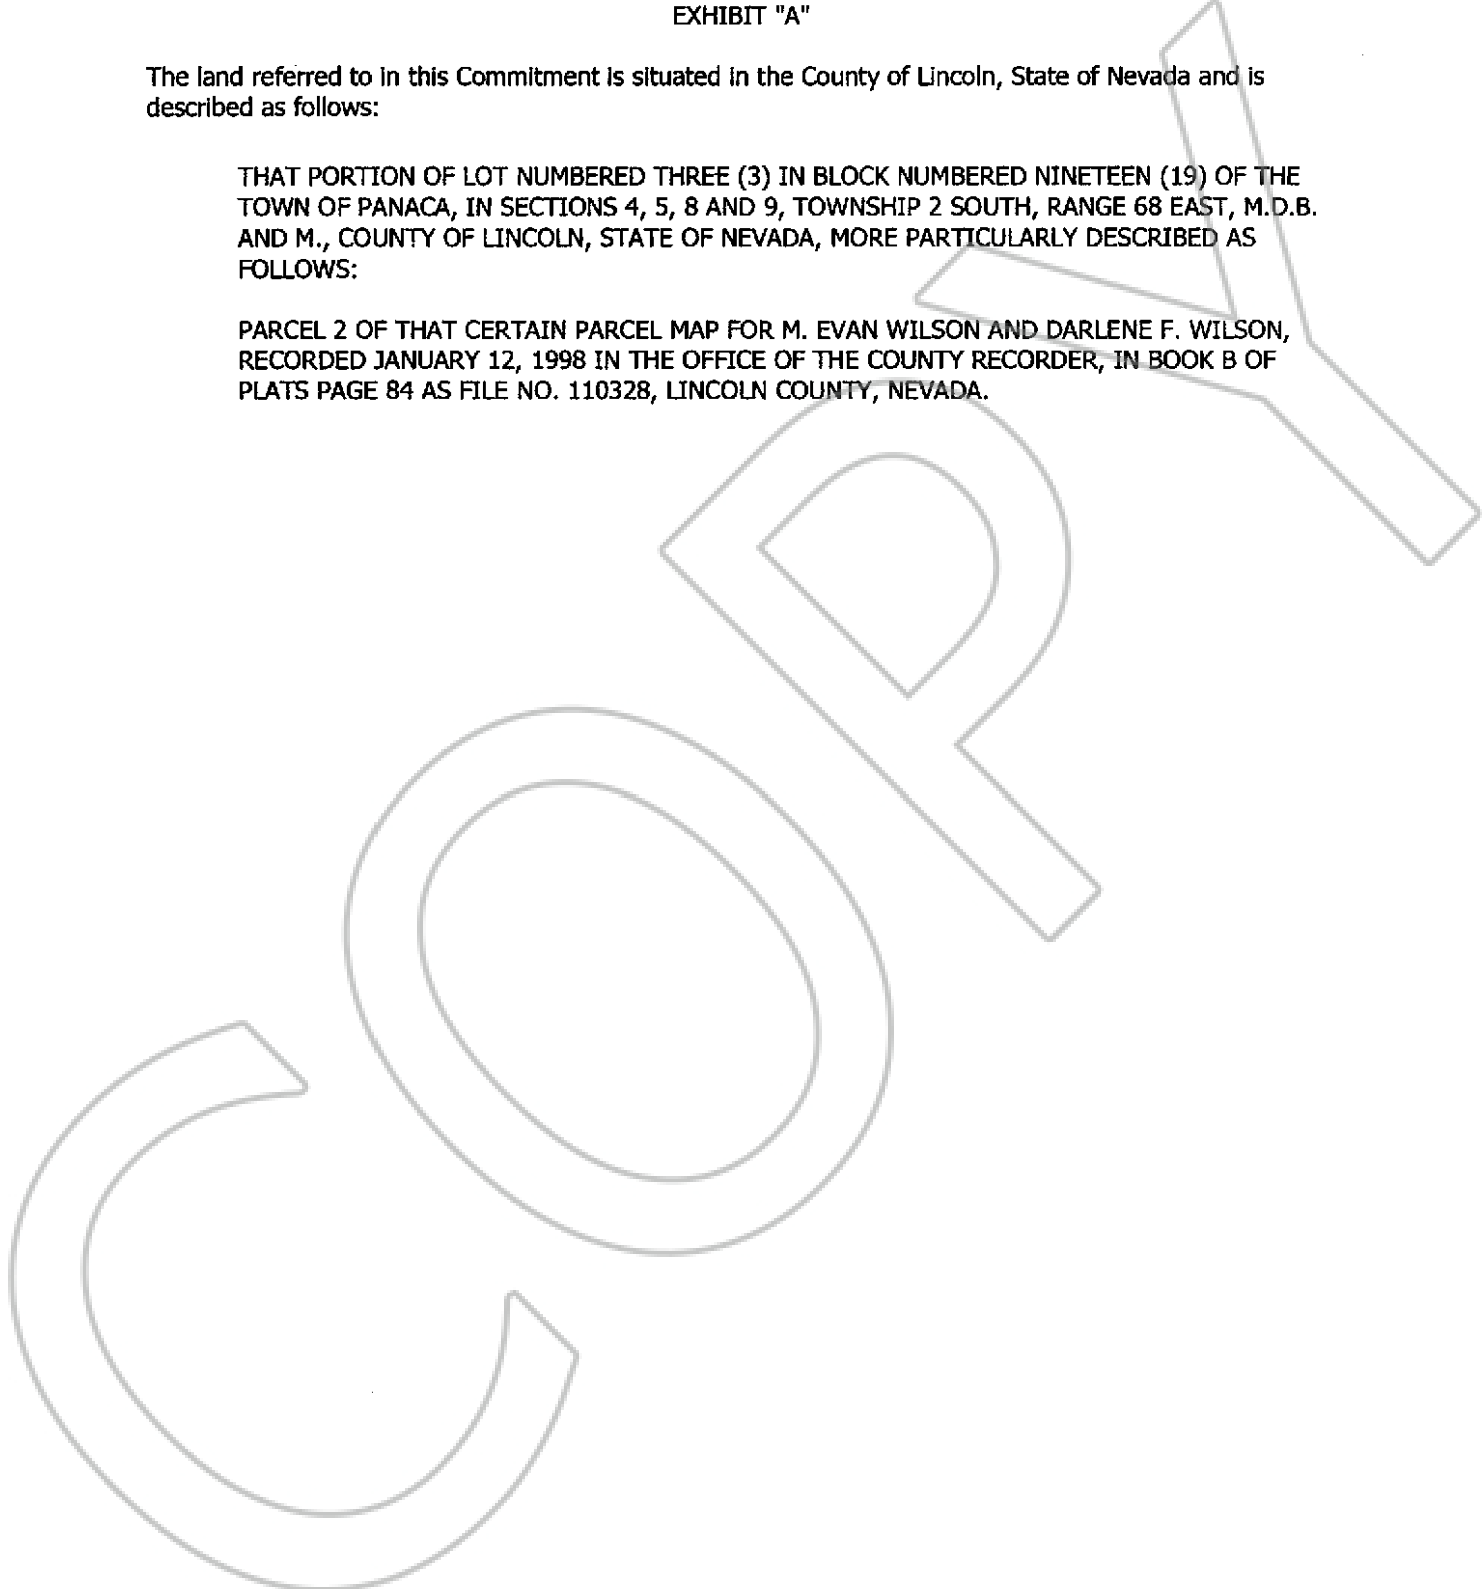 EXHIBIT "A"
The land referred to in this Commitment is situated in the County of Lincoln, State of Nevada and is
described as follows:
THAT PORTION OF LOT NUMBERED THREE (3) IN BLOCK NUMBERED NINETEEN (19) OF THE
TOWN OF PANACA, IN SECTIONS 4, 5, 8 AND 9, TOWNSHIP 2 SOUTH, RANGE 68 EAST, M.D.B.
AND M., COUNTY OF LINCOLN, STATE OF NEVADA, MORE PARTICULARLY DESCRIBED AS
FOLLOWS:
PARCEL 2 OF THAT CERTAIN PARCEL MAP FOR M. EVAN WILSON AND DARLENE F. WILSON,
RECORDED JANUARY 12, 1998 IN THE OFFICE OF THE COUNTY RECORDER, IN BOOK B OF
PLATS PAGE 84 AS FILE NO. 110328, LINCOLN COUNTY, NEVADA.
COPY